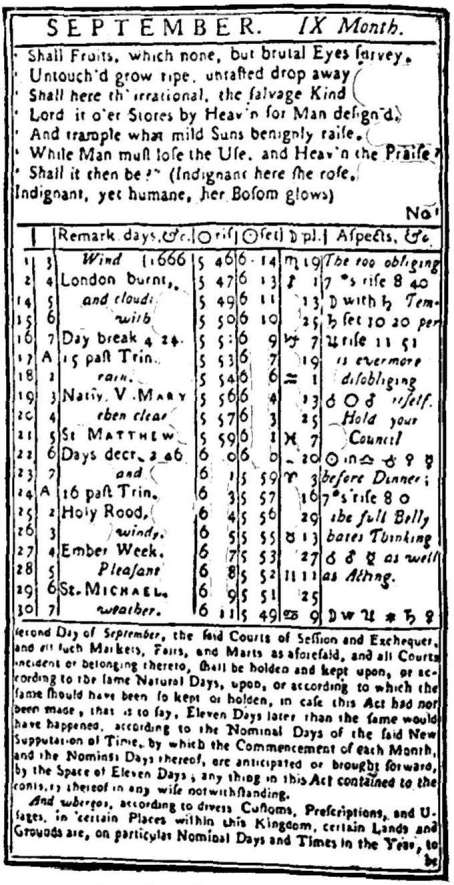 SEPTEMBER. IX Month.
‘ Shall Fruits, which none, but brutal Eyes ſurvey,
‘ Untouch'd grow ripe, untaſted drop away
‘ Shall here th' irrational, the ſalvage Kind
‘ Lord it o'er Stores by Heav'n for Man deſign'd,
‘ And trample what mild Suns benignly raiſe,
‘ While Man muſt loſe the Uſe, and Heav'n the Praiſe?
‘ Shall it then be?” (Indignant here ſhe roſe,
Indignant, yet humane, her Boſom glows)
No!
Remark. days, &c. ☉riſ ☉ſet ☽pl. Aſpects, &c.
1 3 Wind (1666 5 46 6 14 ♏ 19 The too obliging
2 4 London burnt, 5 47 6 13 ♐ 1 7 *s riſe 8 40
14 5 and clouds 5 49 6 11 13 ☽ with ♄ Tem-
15 6 with 5 50 6 10 25 ♄ ſet 10 20 per
16 7 Day break 4 24. 5 51 6 9 ♑ 7 ♃ riſe 11 51
17 A 15 paſt Trin. 5 53 6 7 19 is evermore
18 2 rain, 5 54 6 6 ♒ 1 diſobliging
19 3 Nativ. V. MARY 5 56 6 4 13 ☌ ☉ ♂ itſelf.
20 4 then clear 5 57 6 3 25 Hold your
21 5 St MATTHEW 5 59 6 1 ♓ 7 Council
22 6 Days decr. 2 46 6 0 6 0 20 ☉ in ♎ ☌ ♀ ☿
23 7 and 6 1 5 59 ♈ 3 before Dinner;
24 A 16 paſt Trin. 6 3 5 57 16 7 *s riſe 8 0
25 2 Holy Rood, 6 4 5 56 29 the full Belly
26 3 windy, 6 5 5 55 ♉ 13 hates Thinking
27 4 Ember Week. 6 7 5 53 27 ☌ ♂ ☿ as well
28 5 Pleaſant 6 8 5 52 ♊ 11 as Acting.
29 6 St. MICHAEL. 6 9 5 51 25
30 7 weather. 6 11 5 49 ♋ 9 ☽ w ♃ ✱ ♄ ☿
ſecond Day of September, the ſaid Courts of Seſſion and Exchequer,
and all ſuch Markets, Fairs, and Marts as aforeſaid, and all Courts
incident or belonging thereto, ſhall be holden and kept upon, or ac-
cording to the ſame Natural Days, upon, or according to which the
ſame ſhould have been ſo kept or holden, in caſe this Act had not
been made, that is to ſay, Eleven Days later than the ſame would
have happened, according to the Nominal Days of the ſaid New
Supputation of Time, by which the Commencement of each Month,
and the Nominal Days thereof, are anticipated or brought forward,
by the Space of Eleven Days; any thing in this Act contained to the
contrary thereof in any wiſe notwithſtanding.
And whereas, according to divers Cuſtoms, Preſcriptions, and U-
ſages, in certain Places within this Kingdom, certain Lands and
Grounds are, on particular Nominal Days and Times in the Year, to
be